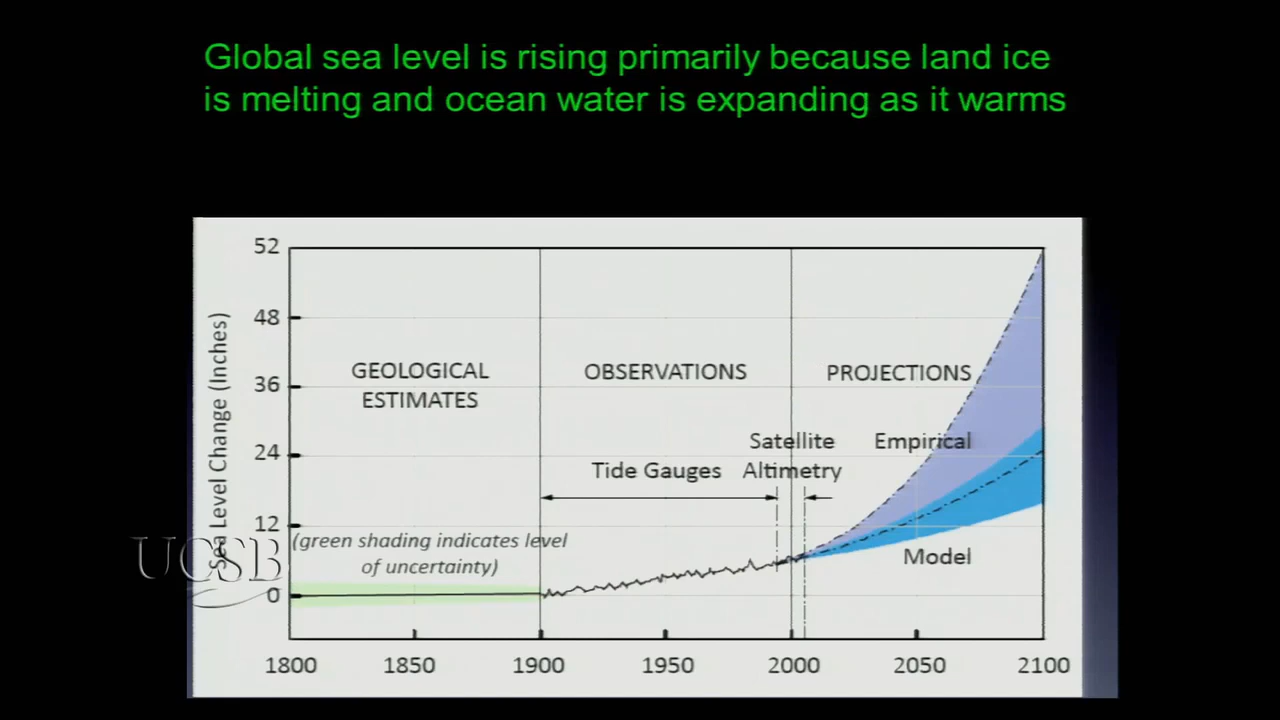 Global sea level is rising primarily because land ice
is melting and ocean water is expanding as it warms
Sea Level Change (Inches)
52
48
36
24
12
0
GEOLOGICAL
ESTIMATES
OBSERVATIONS
PROJECTIONS
Satellite
Altimetry
Empirical
Tide Gauges
(green shading indicates level
of uncertainty)
Model
UCSB
1800
1850
1900
1950
2000
2050
2100